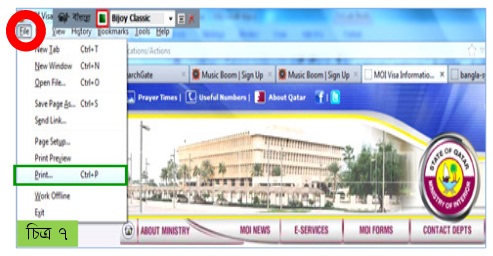 Visa বাংলা Bijoy Classic
File View History Bookmarks Tools Help
New Tab Ctrl+T
New Window Ctrl+N
Open File... Ctrl+O
Save Page As... Ctrl+S
Send Link...
Page Setup...
Print Preview
Print... Ctrl+P
Work Offline
Exit
চিত্র ৭
cations/Actions
archGate × Music Boom | Sign Up × Music Boom | Sign Up × MOI Visa Informatio... × bangla-s
Prayer Times | Useful Numbers | About Qatar
STATE OF QATAR
MINISTRY OF INTERIOR
ABOUT MINISTRY MOI NEWS E-SERVICES MOI FORMS CONTACT DEPTS